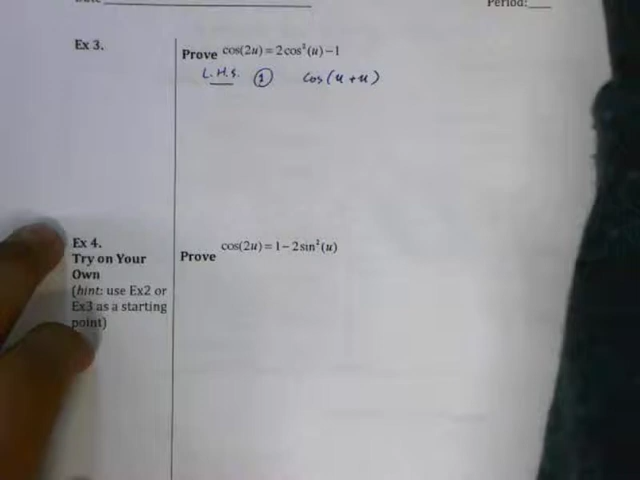 Period:
Ex 3.
Prove cos(2u)=2cos²(u)−1
L.H.S. ① cos(u+u)
Ex 4.
Try on Your
Own
(hint: use Ex2 or
Ex3 as a starting
point)
Prove cos(2u)=1−2sin²(u)